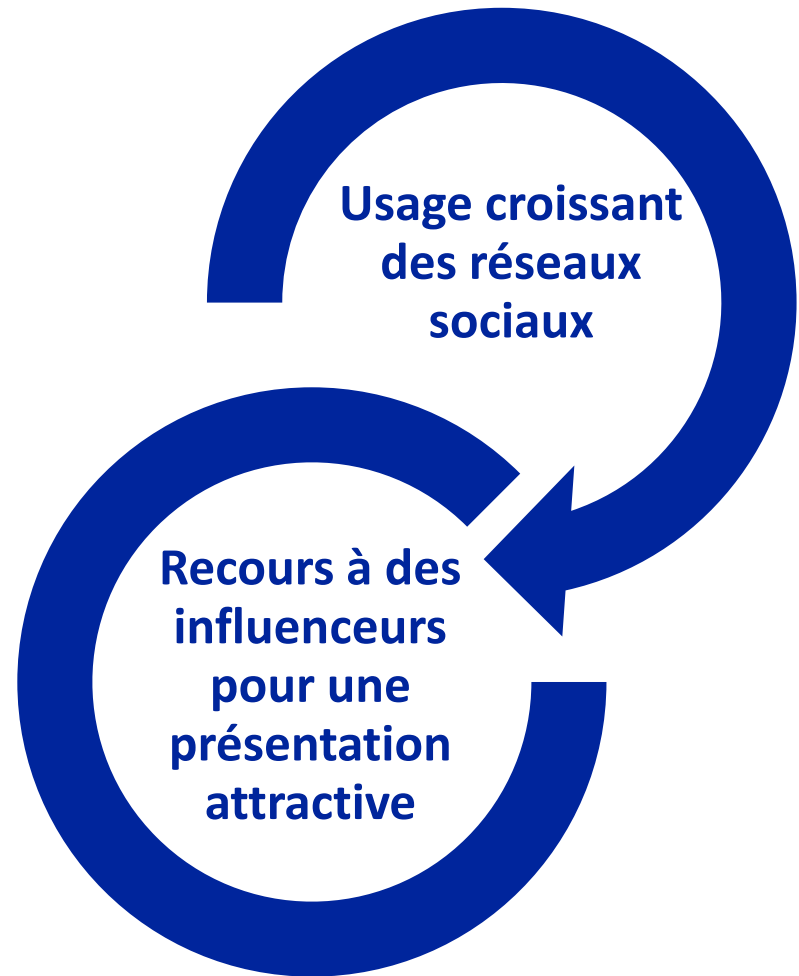 Usage croissant
des réseaux
sociaux
Recours à des
influenceurs
pour une
présentation
attractive